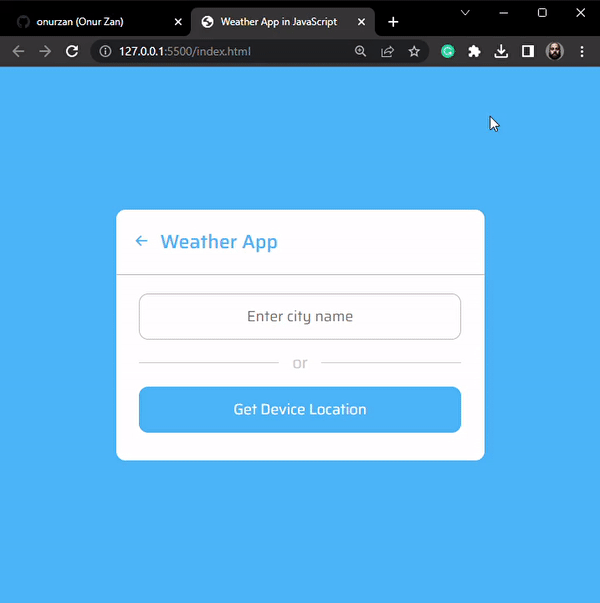 onurzan (Onur Zan)
Weather App in JavaScript
127.0.0.1:5500/index.html
Weather App
Enter city name
or
Get Device Location